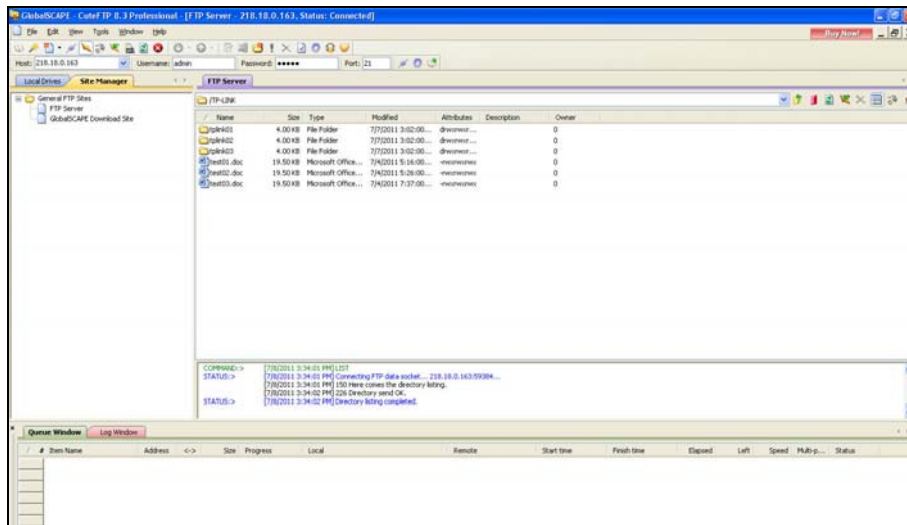 GlobalSCAPE - CuteFTP 8.3 Professional - [FTP Server - 218.18.0.163, Status: Connected]
File Edit View Tools Window Help
Buy Now!
Host: 218.18.0.163 Username: admin Password: ●●●●● Port: 21
Local Drives Site Manager FTP Server
General FTP Sites
FTP Server
GlobalSCAPE Download Site
/TP-LINK
/ Name Size Type Modified Attributes Description Owner
tplink01 4.00 KB File Folder 7/7/2011 3:02:00... drwxrwxr... 0
tplink02 4.00 KB File Folder 7/7/2011 3:02:00... drwxrwxr... 0
tplink03 4.00 KB File Folder 7/7/2011 3:02:00... drwxrwxr... 0
test01.doc 19.50 KB Microsoft Office... 7/4/2011 5:16:00... -rwxrwxrwx 0
test02.doc 19.50 KB Microsoft Office... 7/4/2011 5:26:00... -rwxrwxrwx 0
test03.doc 19.50 KB Microsoft Office... 7/4/2011 7:37:00... -rwxrwxrwx 0
COMMAND:> [7/8/2011 3:34:01 PM] LIST
STATUS:> [7/8/2011 3:34:01 PM] Connecting FTP data socket... 218.18.0.163:59384...
[7/8/2011 3:34:01 PM] 150 Here comes the directory listing.
[7/8/2011 3:34:02 PM] 226 Directory send OK.
STATUS:> [7/8/2011 3:34:02 PM] Directory listing completed.
Queue Window Log Window
/ # Item Name Address <-> Size Progress Local Remote Start time Finish time Elapsed Left Speed Multi-p... Status